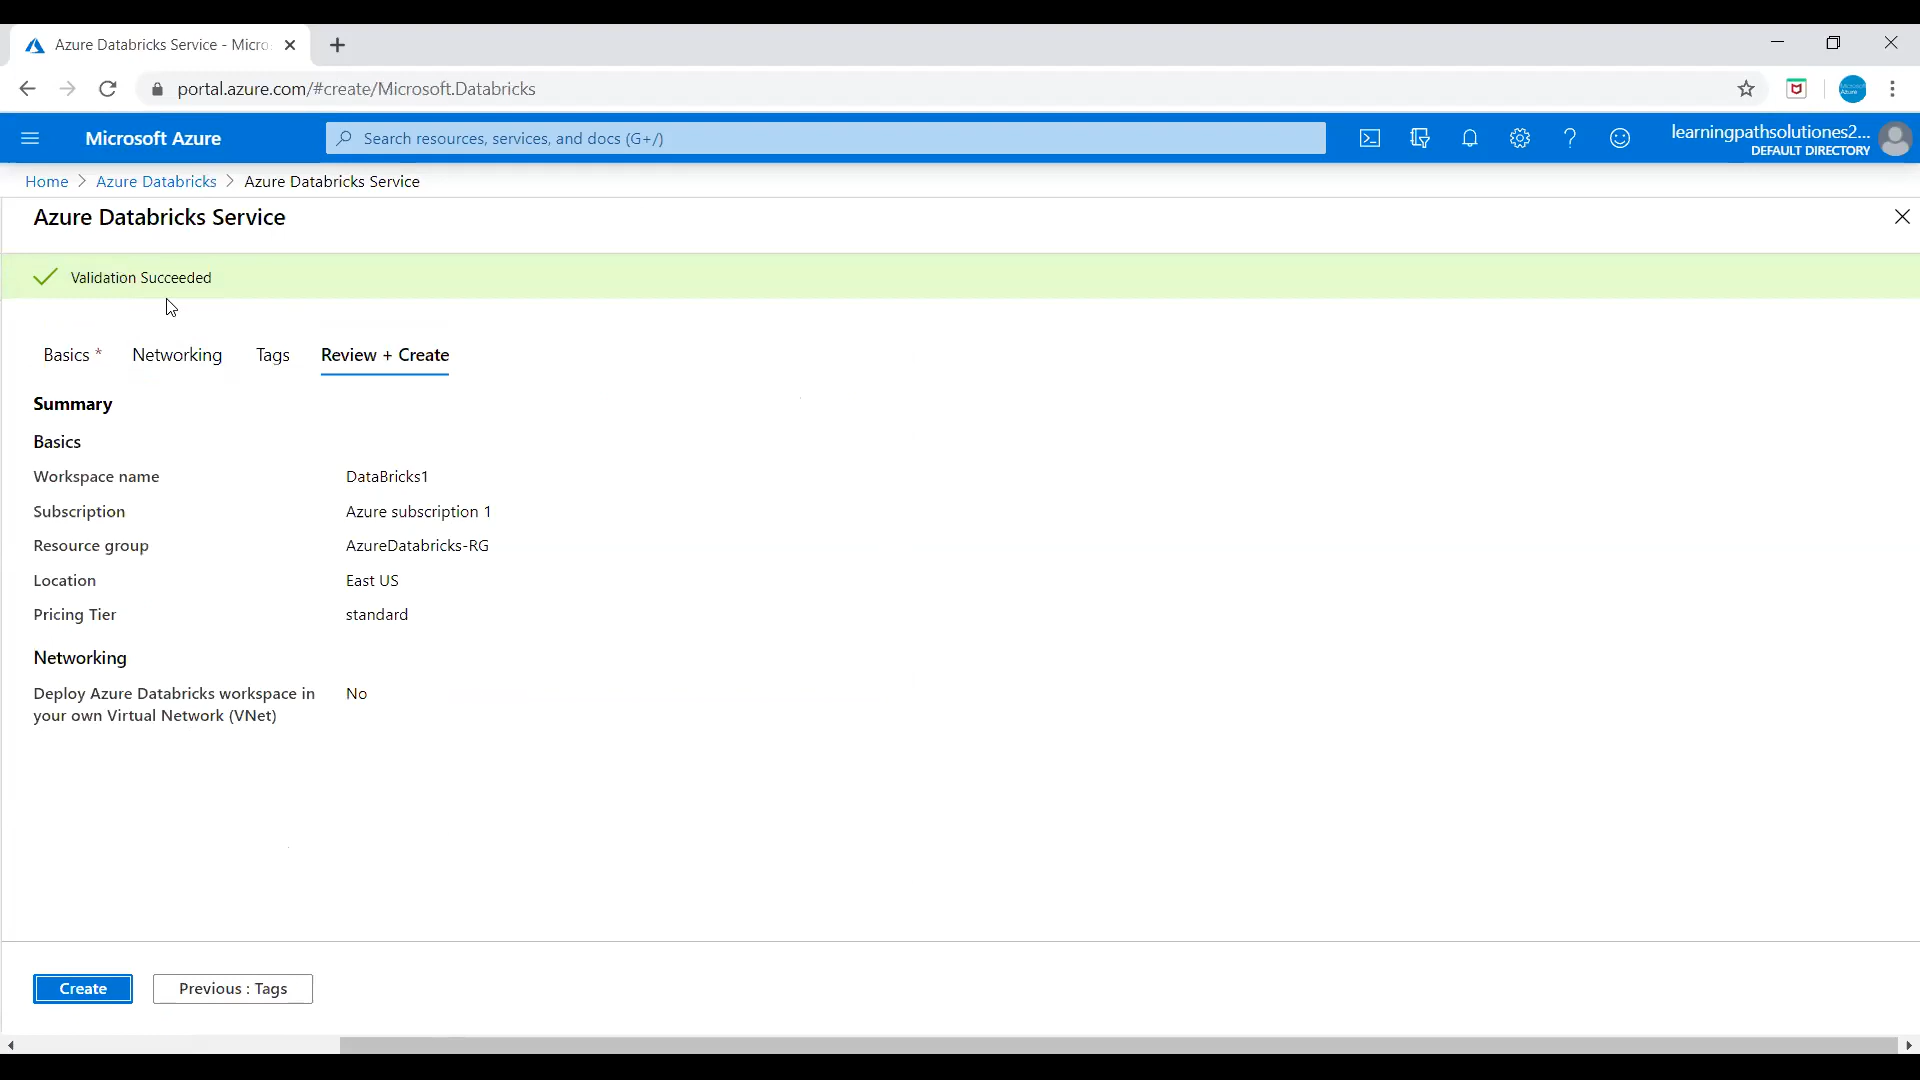 Azure Databricks Service - Micro
portal.azure.com/#create/Microsoft.Databricks
Microsoft Azure
Search resources, services, and docs (G+/)
learningpathsolutiones2...
DEFAULT DIRECTORY
Home > Azure Databricks > Azure Databricks Service
Azure Databricks Service
Validation Succeeded
Basics * Networking Tags Review + Create
Summary
Basics
Workspace name DataBricks1
Subscription Azure subscription 1
Resource group AzureDatabricks-RG
Location East US
Pricing Tier standard
Networking
Deploy Azure Databricks workspace in No
your own Virtual Network (VNet)
Create Previous : Tags